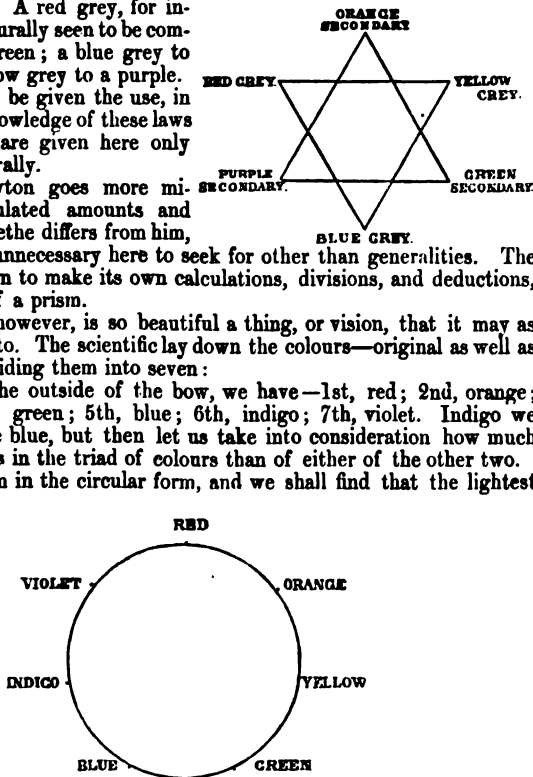 A red grey, for in-
urally seen to be com-
reen; a blue grey to
ow grey to a purple.
be given the use, in
owledge of these laws
are given here only
rally.
ton goes more mi-
ulated amounts and
ethe differs from him,
ORANGE
SECONDARY
RED GREY.
YELLOW
GREY.
PURPLE
SECONDARY.
GREEN
SECONDARY.
BLUE GREY.
unnecessary here to seek for other than generalities. The
n to make its own calculations, divisions, and deductions,
f a prism.
however, is so beautiful a thing, or vision, that it may as
to. The scientific lay down the colours—original as well as
iding them into seven:
he outside of the bow, we have—1st, red; 2nd, orange;
green; 5th, blue; 6th, indigo; 7th, violet. Indigo we
e blue, but then let us take into consideration how much
s in the triad of colours than of either of the other two.
n in the circular form, and we shall find that the lightest
RED
VIOLET
ORANGE
INDIGO
YELLOW
BLUE
GREEN